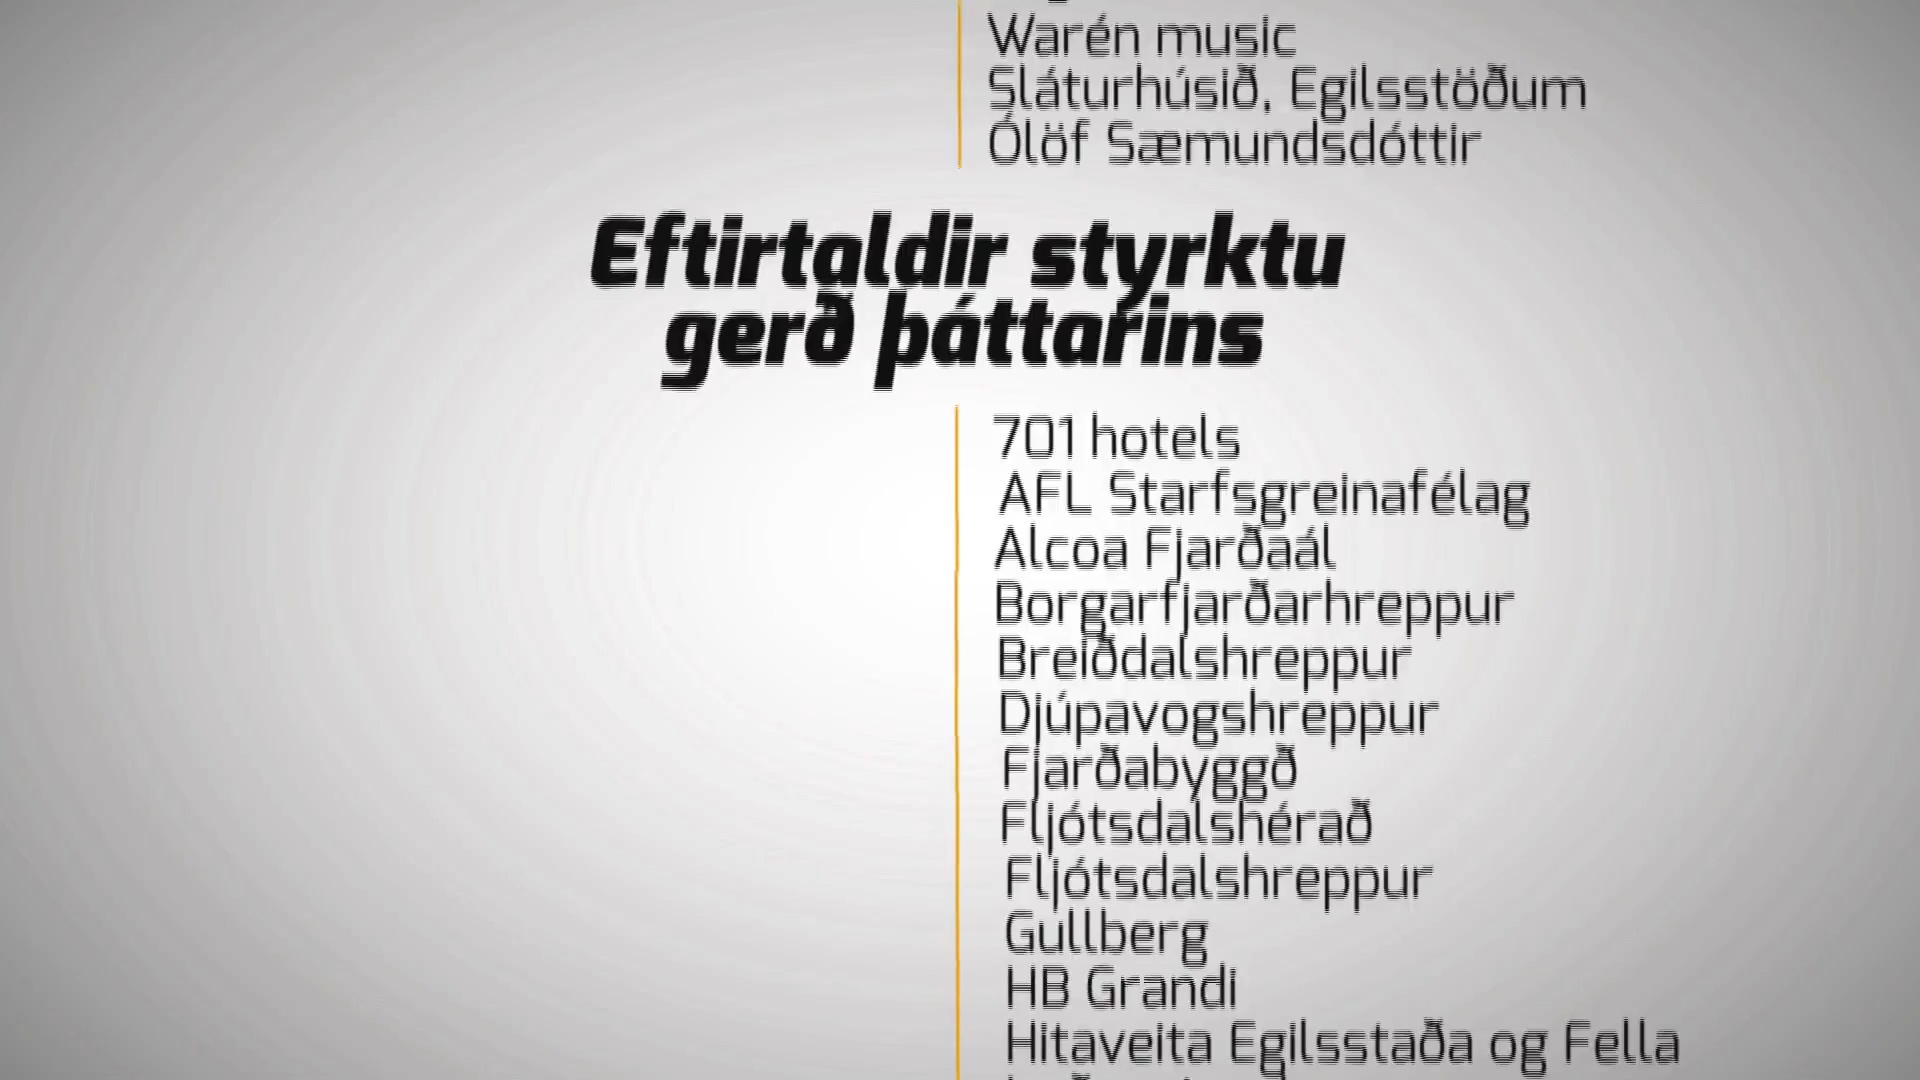 Warén music
Sláturhúsið, Egilsstöðum
Ólöf Sæmundsdóttir
Eftirtaldir styrktu
gerð þáttarins
701 hotels
AFL Starfsgreinafélag
Alcoa Fjarðaál
Borgarfjarðarhreppur
Breiðdalshreppur
Djúpavogshreppur
Fjarðabyggð
Fljótsdalshérað
Fljótsdalshreppur
Gullberg
HB Grandi
Hitaveita Egilsstaða og Fella